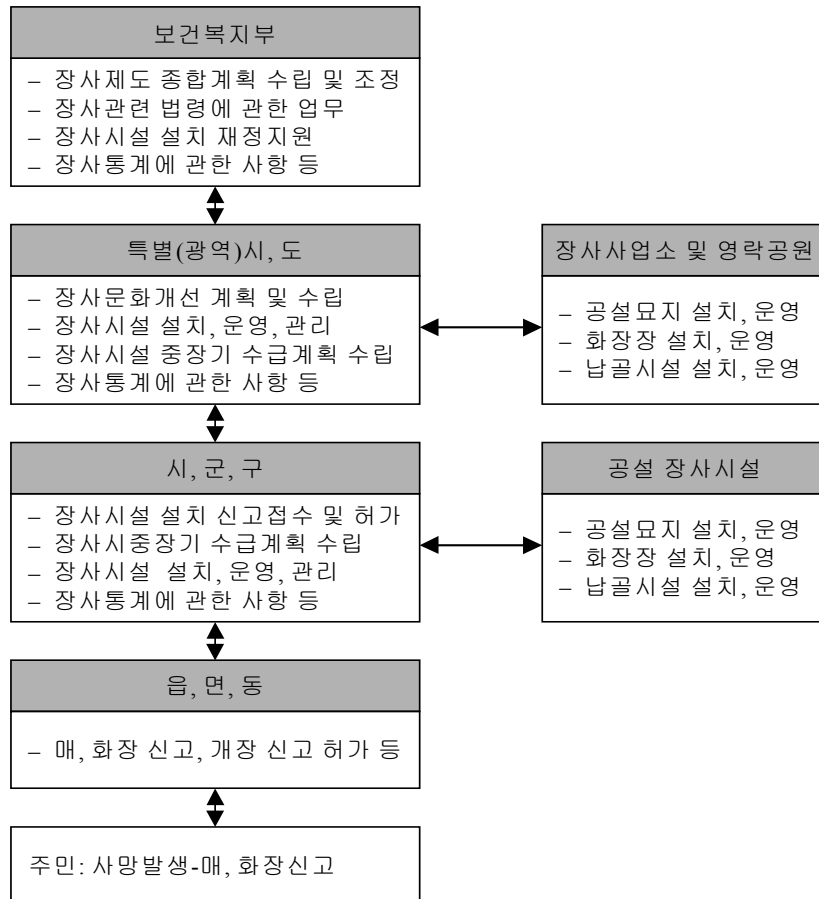 보건복지부
– 장사제도 종합계획 수립 및 조정
– 장사관련 법령에 관한 업무
– 장사시설 설치 재정지원
– 장사통계에 관한 사항 등
특별(광역)시, 도
– 장사문화개선 계획 및 수립
– 장사시설 설치, 운영, 관리
– 장사시설 중장기 수급계획 수립
– 장사통계에 관한 사항 등
장사사업소 및 영락공원
– 공설묘지 설치, 운영
– 화장장 설치, 운영
– 납골시설 설치, 운영
시, 군, 구
– 장사시설 설치 신고접수 및 허가
– 장사시중장기 수급계획 수립
– 장사시설 설치, 운영, 관리
– 장사통계에 관한 사항 등
공설 장사시설
– 공설묘지 설치, 운영
– 화장장 설치, 운영
– 납골시설 설치, 운영
읍, 면, 동
– 매, 화장 신고, 개장 신고 허가 등
주민: 사망발생-매, 화장신고